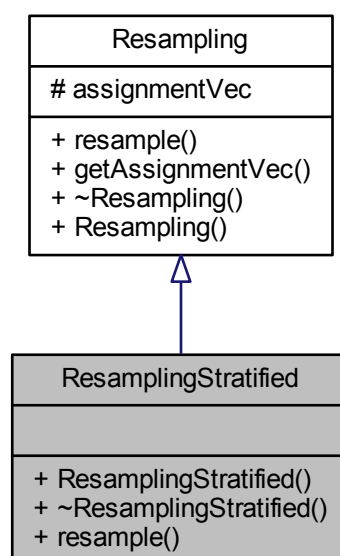 Resampling
# assignmentVec
+ resample()
+ getAssignmentVec()
+ ~Resampling()
+ Resampling()
ResamplingStratified
+ ResamplingStratified()
+ ~ResamplingStratified()
+ resample()